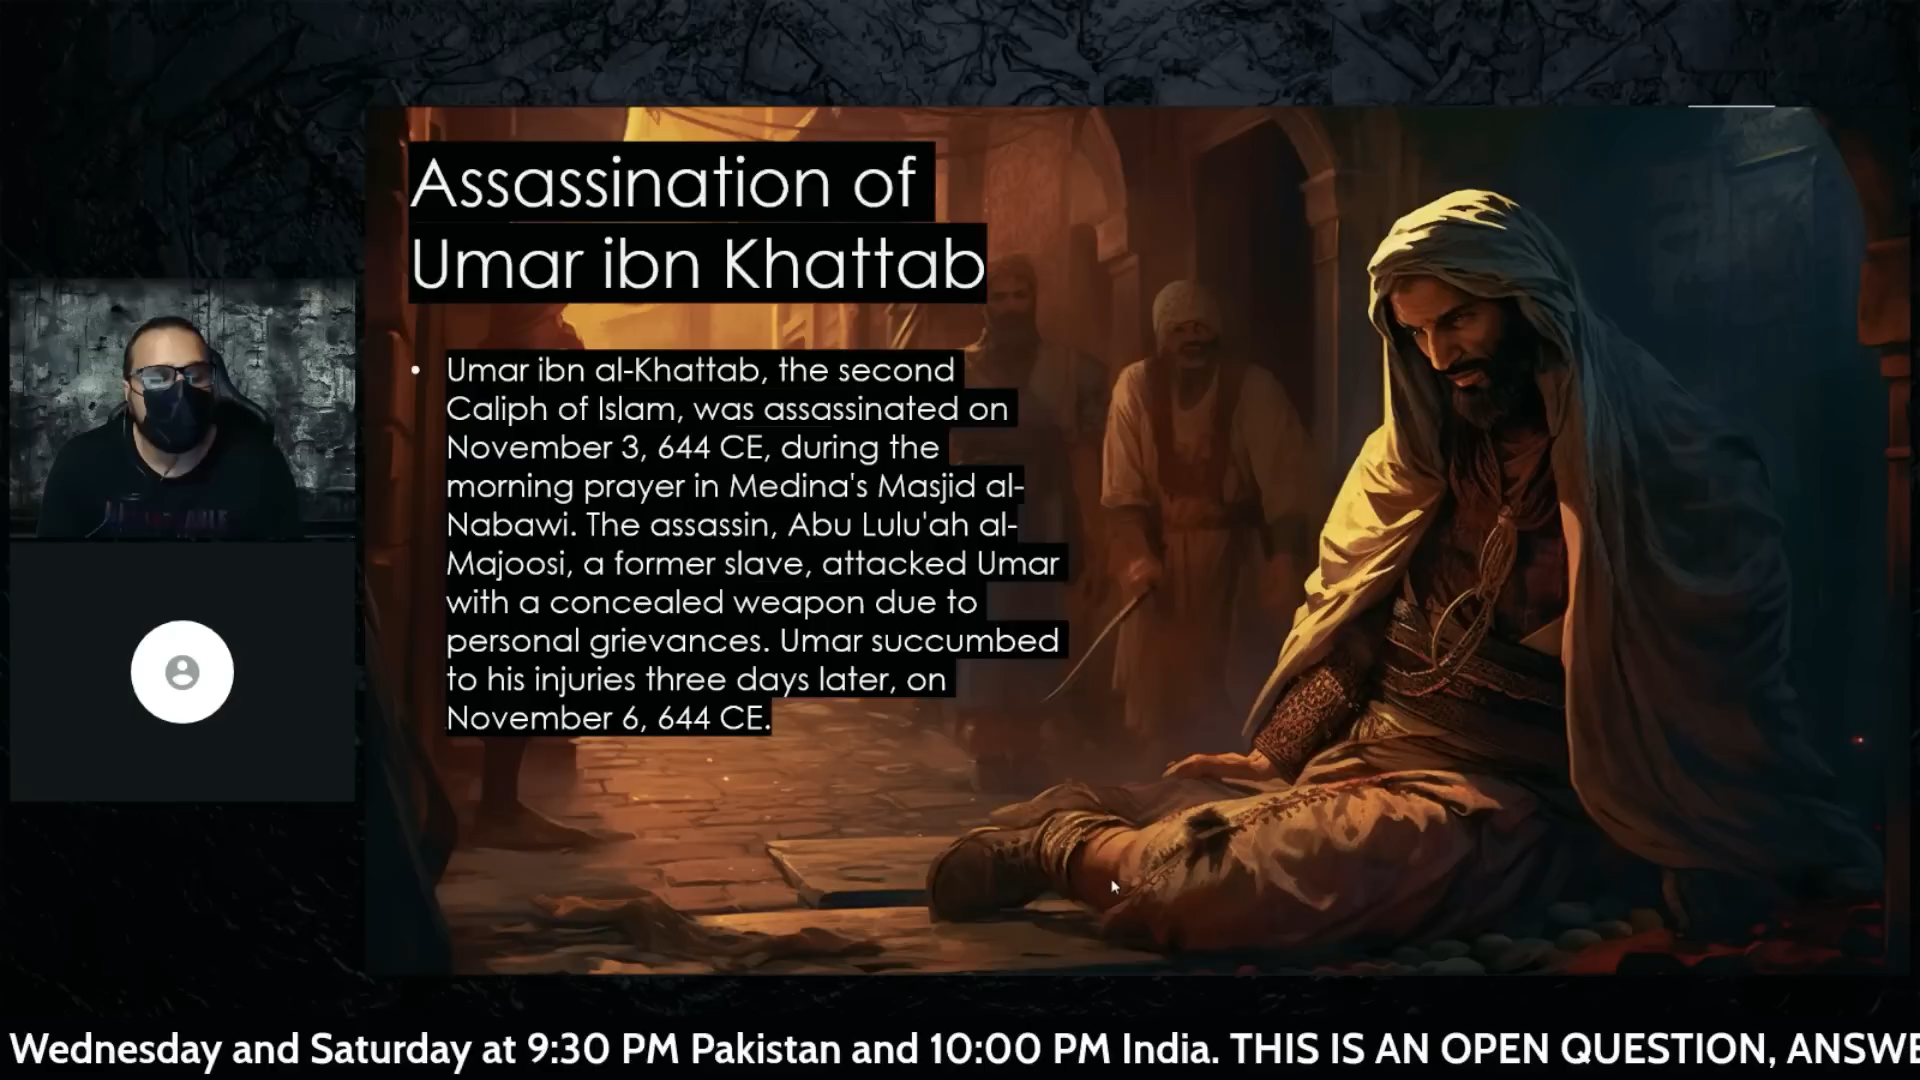 Assassination of
Umar ibn Khattab
• Umar ibn al-Khattab, the second
Caliph of Islam, was assassinated on
November 3, 644 CE, during the
morning prayer in Medina's Masjid al-
Nabawi. The assassin, Abu Lulu'ah al-
Majoosi, a former slave, attacked Umar
with a concealed weapon due to
personal grievances. Umar succumbed
to his injuries three days later, on
November 6, 644 CE.
Wednesday and Saturday at 9:30 PM Pakistan and 10:00 PM India. THIS IS AN OPEN QUESTION, ANSWE